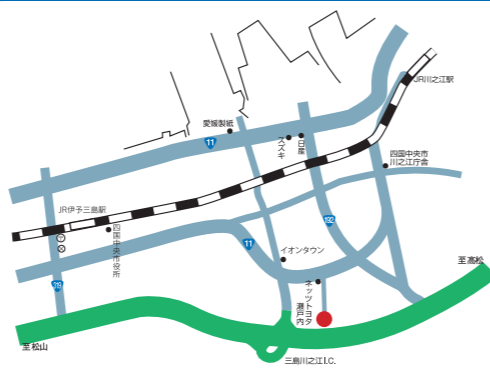 JR川之江駅
愛媛製紙
11
スズキ
日産
四国中央市
川之江庁舎
JR伊予三島駅
四国中央市役所
192
11
イオンタウン
319
ネッツトヨタ
瀬戸内
至高松
至松山
三島川之江I.C.